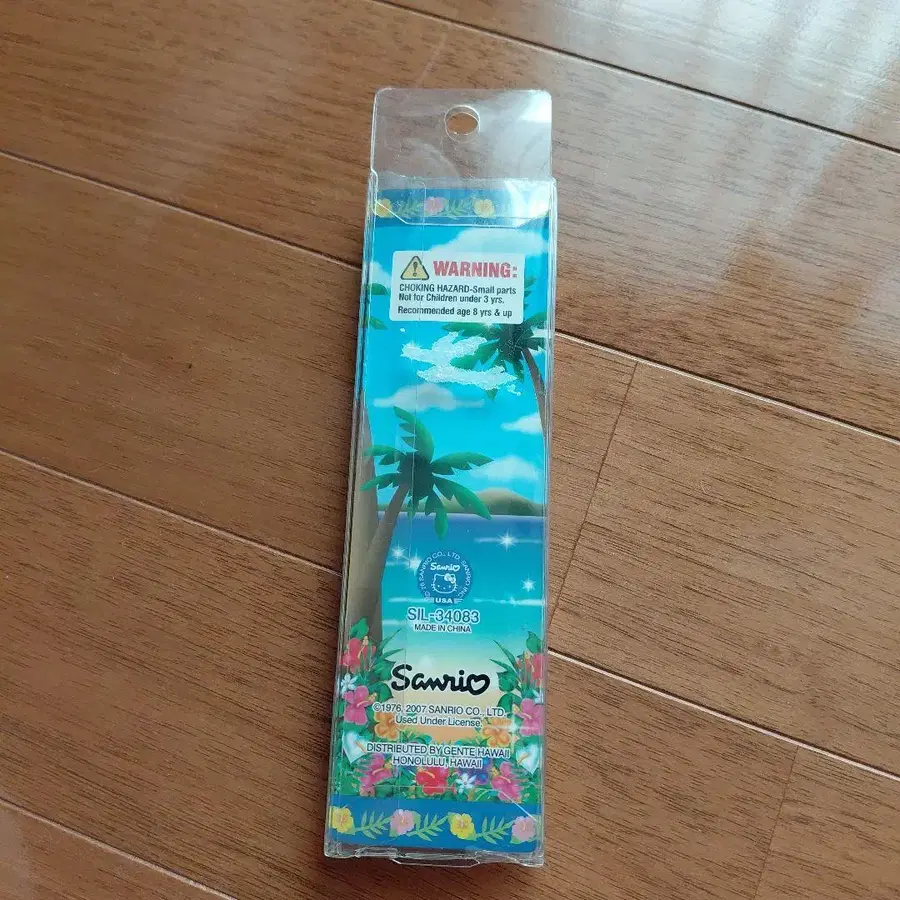 WARNING:
CHOKING HAZARD-Small parts
Not for Children under 3 yrs.
Recommended age 8 yrs & up
SANRIO CO., LTD. SANRIO INC.
Sanrio
USA
SIL-34083
MADE IN CHINA
Sanrio
©1976, 2007 SANRIO CO., LTD.
Used Under License.
DISTRIBUTED BY GENTE HAWAII
HONOLULU, HAWAII